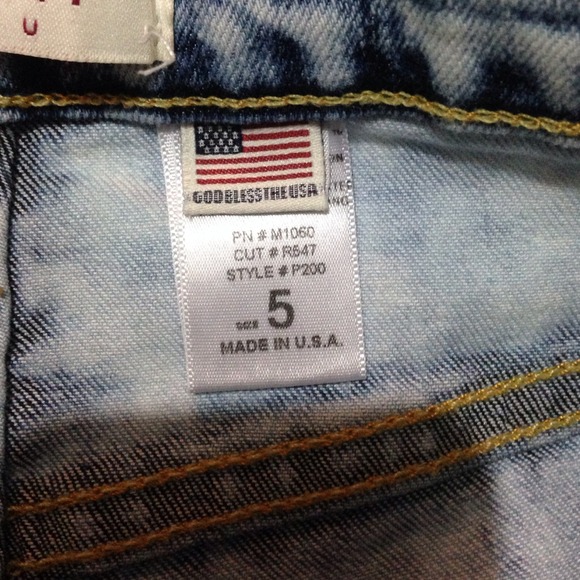 U
GODBLESSTHEUSA
PN # M1060
CUT # R547
STYLE # P200
SIZE 5
MADE IN U.S.A.